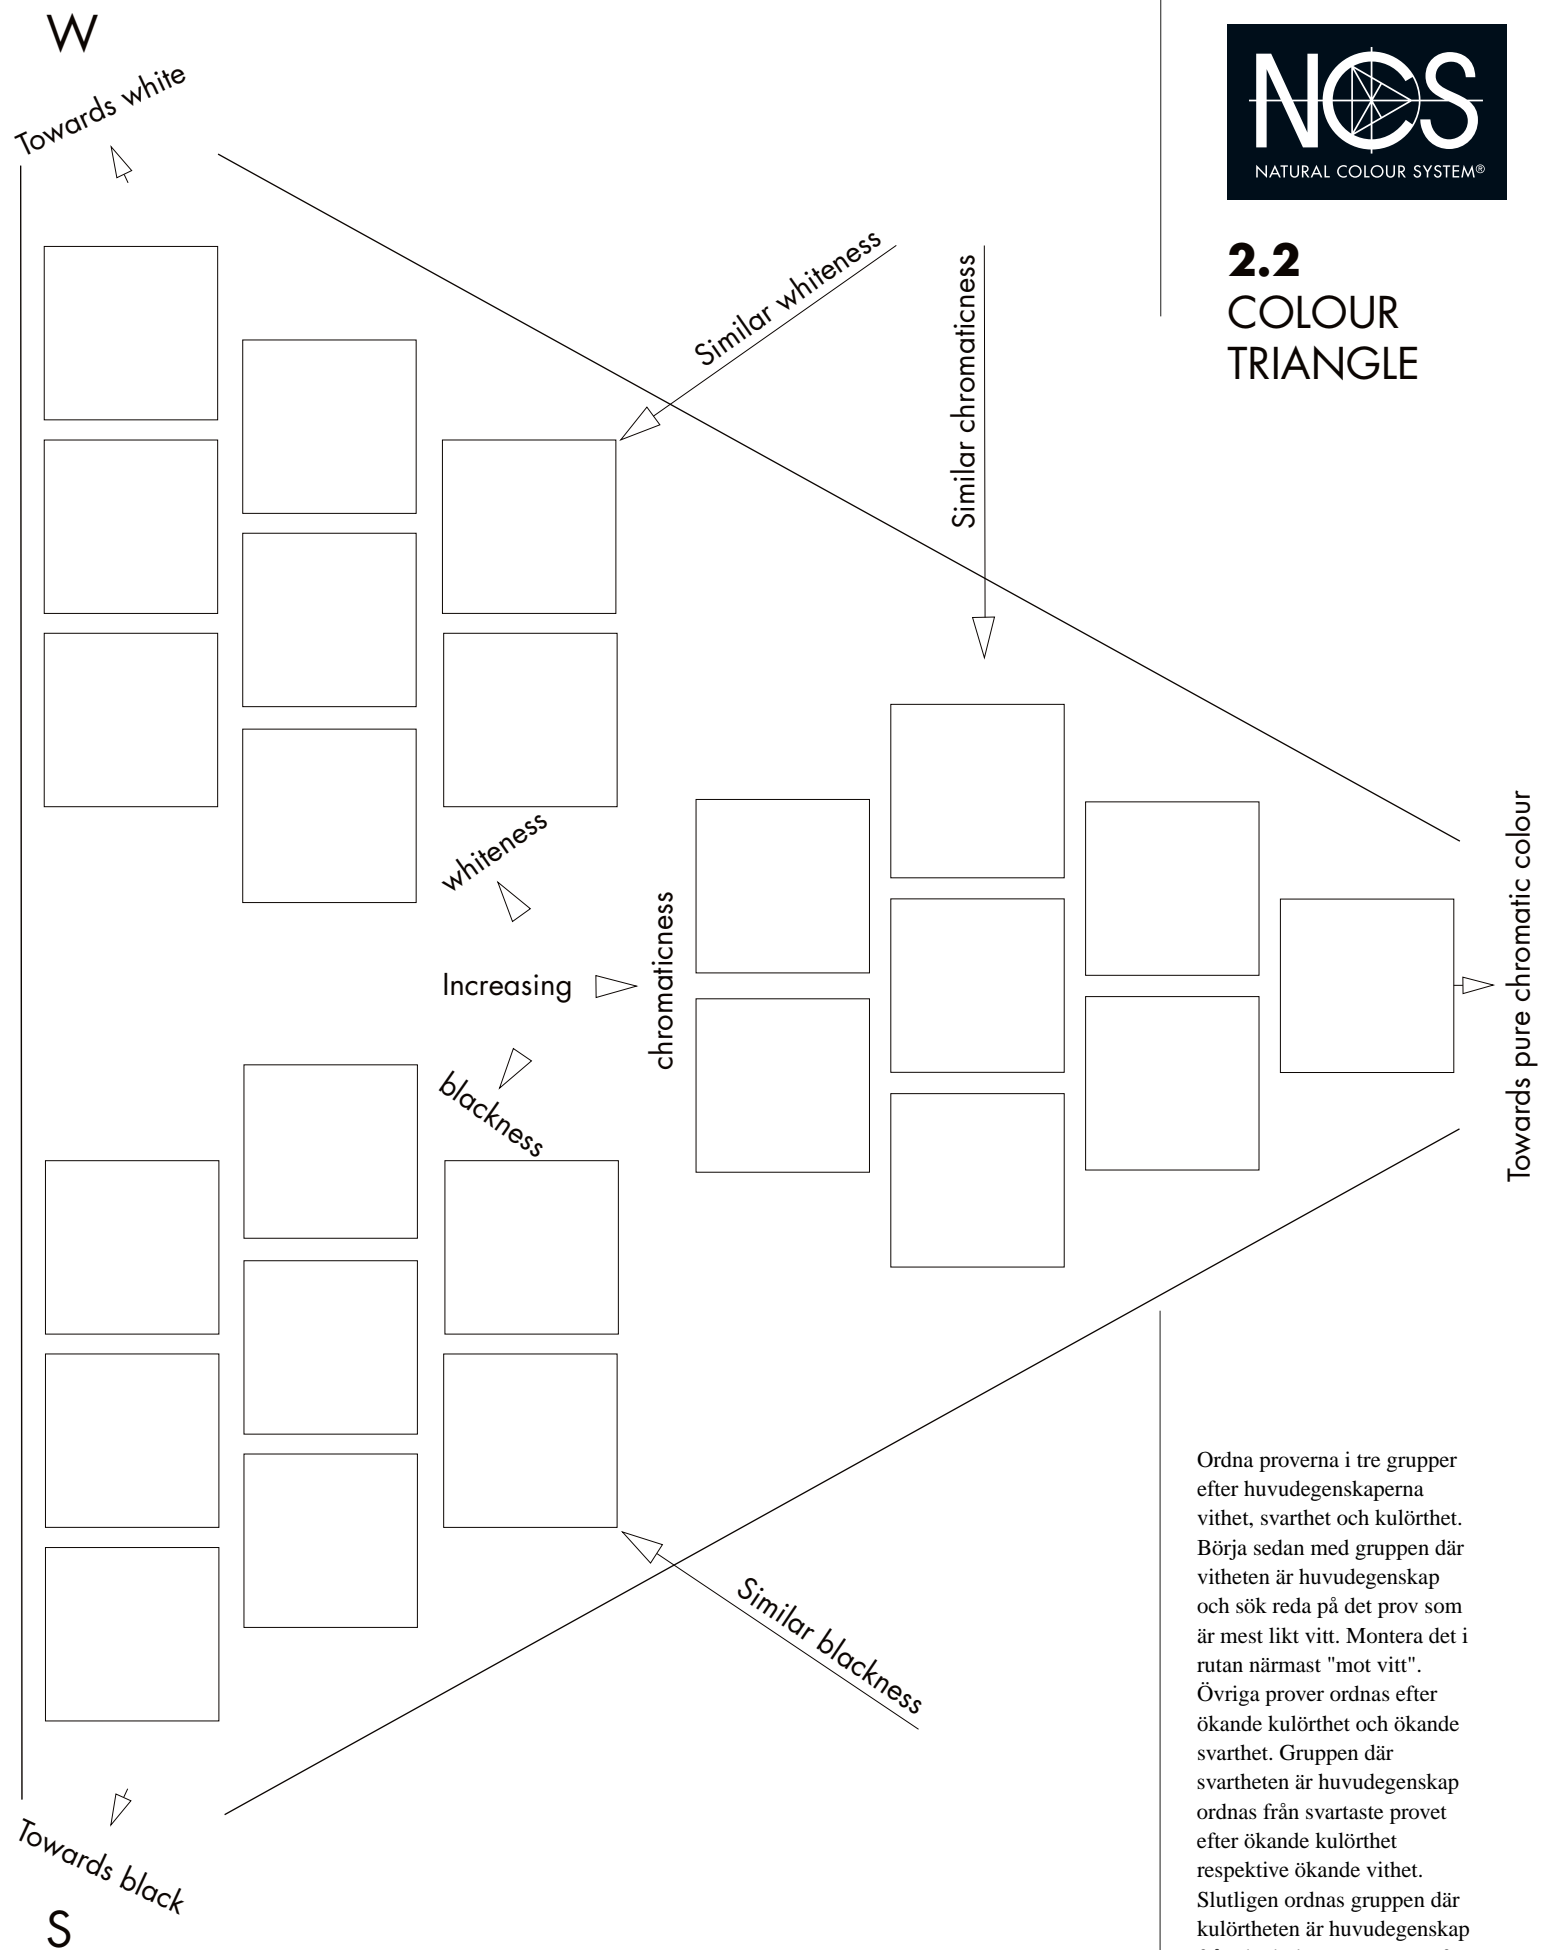 W
Towards white
NCS
NATURAL COLOUR SYSTEM®
2.2
COLOUR
TRIANGLE
Similar whiteness
Similar chromaticness
whiteness
Increasing
chromaticness
blackness
Towards pure chromatic colour
Similar blackness
Towards black
S
Ordna proverna i tre grupper
efter huvudegenskaperna
vithet, svarthet och kulörthet.
Börja sedan med gruppen där
vitheten är huvudegenskap
och sök reda på det prov som
är mest likt vitt. Montera det i
rutan närmast "mot vitt".
Övriga prover ordnas efter
ökande kulörthet och ökande
svarthet. Gruppen där
svartheten är huvudegenskap
ordnas från svartaste provet
efter ökande kulörthet
respektive ökande vithet.
Slutligen ordnas gruppen där
kulörtheten är huvudegenskap